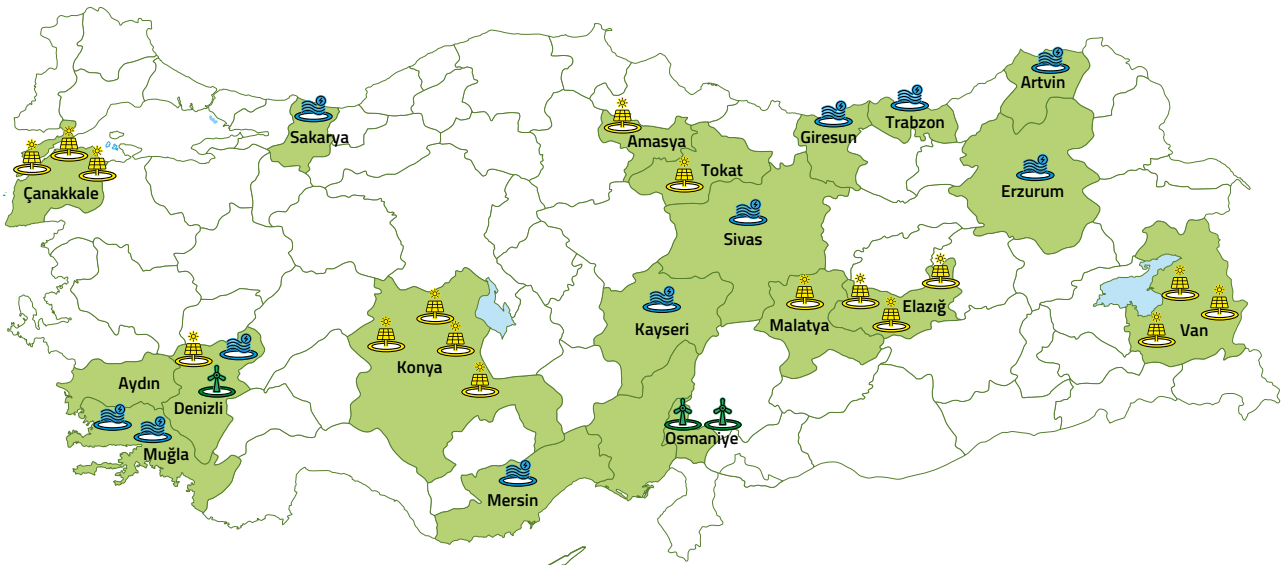 Artvin
Trabzon
Giresun
Sakarya
Amasya
Tokat
Erzurum
Çanakkale
Sivas
Elazığ
Kayseri
Malatya
Van
Konya
Aydın
Denizli
Osmaniye
Muğla
Mersin